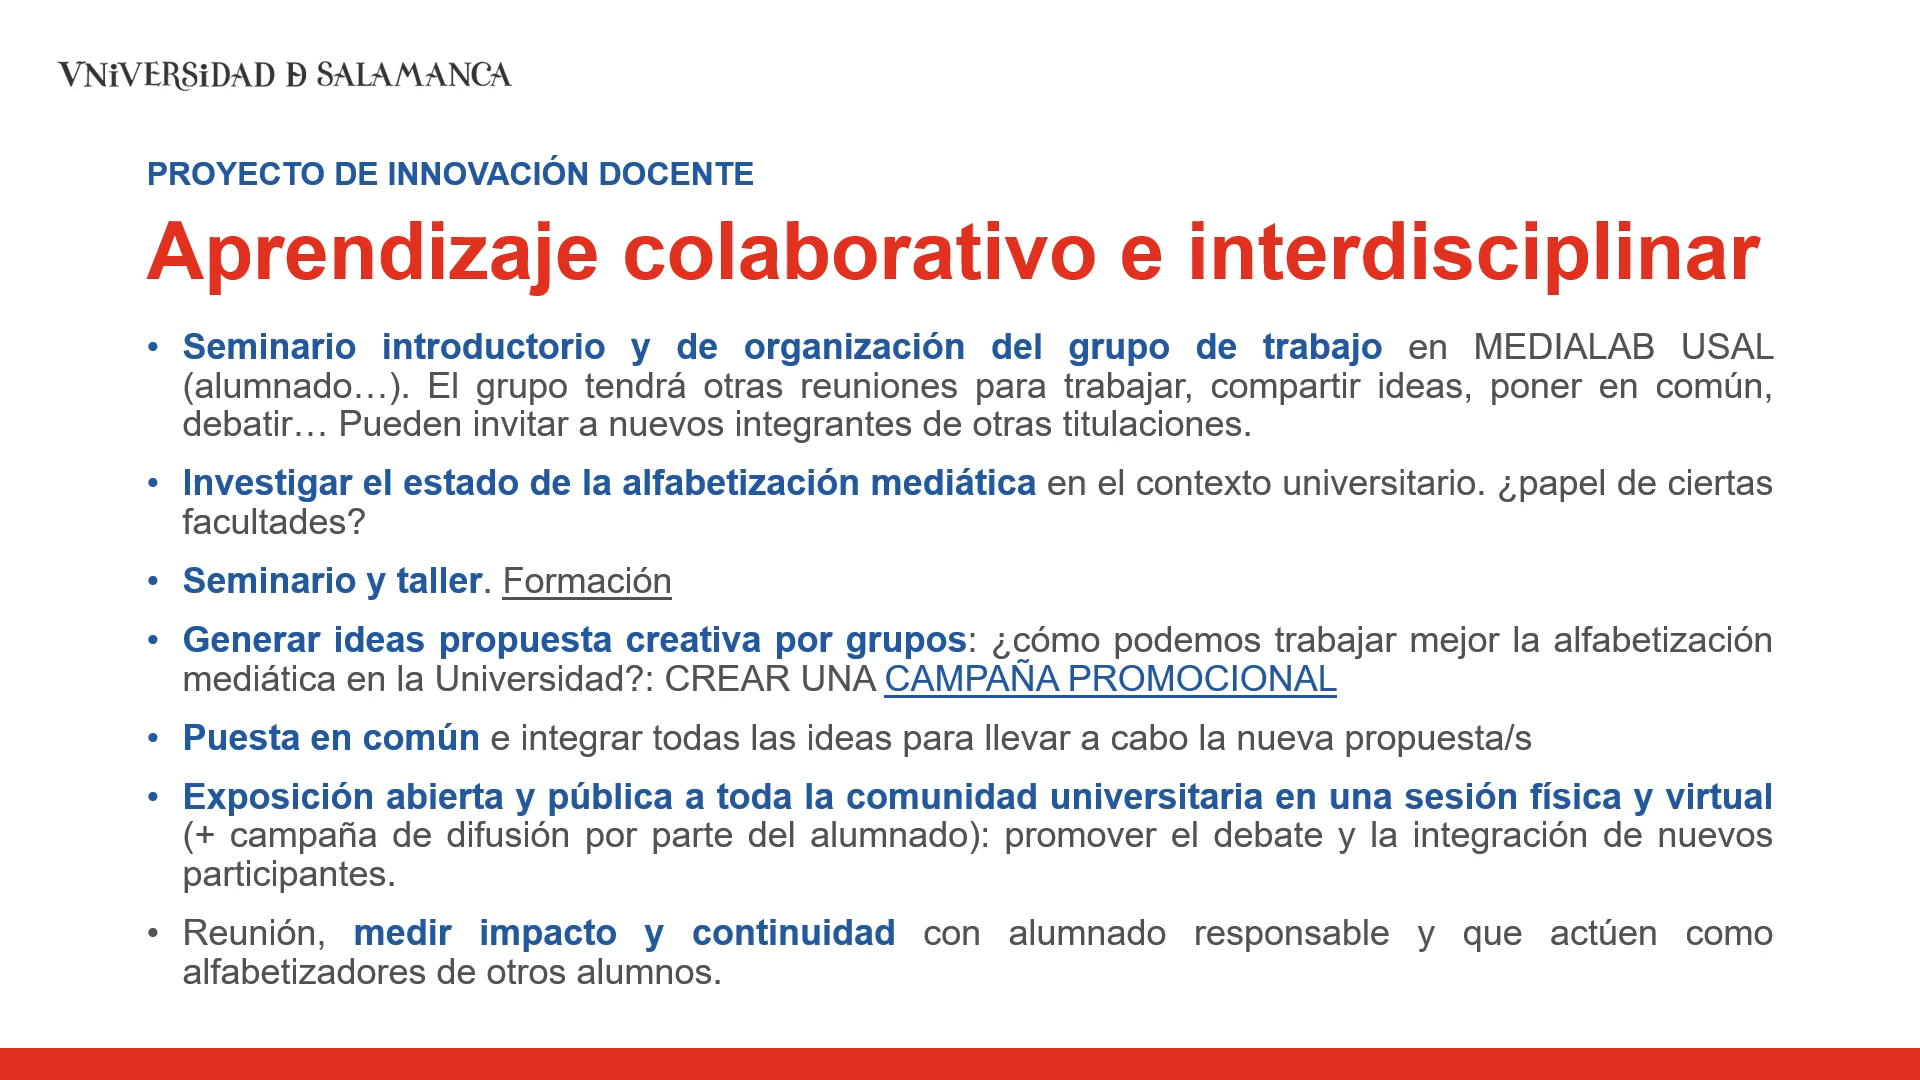 VNiVERSiDAD Ð SALAMANCA
PROYECTO DE INNOVACIÓN DOCENTE
Aprendizaje colaborativo e interdisciplinar
• Seminario introductorio y de organización del grupo de trabajo en MEDIALAB USAL
(alumnado…). El grupo tendrá otras reuniones para trabajar, compartir ideas, poner en común,
debatir… Pueden invitar a nuevos integrantes de otras titulaciones.
• Investigar el estado de la alfabetización mediática en el contexto universitario. ¿papel de ciertas
facultades?
• Seminario y taller. Formación
• Generar ideas propuesta creativa por grupos: ¿cómo podemos trabajar mejor la alfabetización
mediática en la Universidad?: CREAR UNA CAMPAÑA PROMOCIONAL
• Puesta en común e integrar todas las ideas para llevar a cabo la nueva propuesta/s
• Exposición abierta y pública a toda la comunidad universitaria en una sesión física y virtual
(+ campaña de difusión por parte del alumnado): promover el debate y la integración de nuevos
participantes.
• Reunión, medir impacto y continuidad con alumnado responsable y que actúen como
alfabetizadores de otros alumnos.